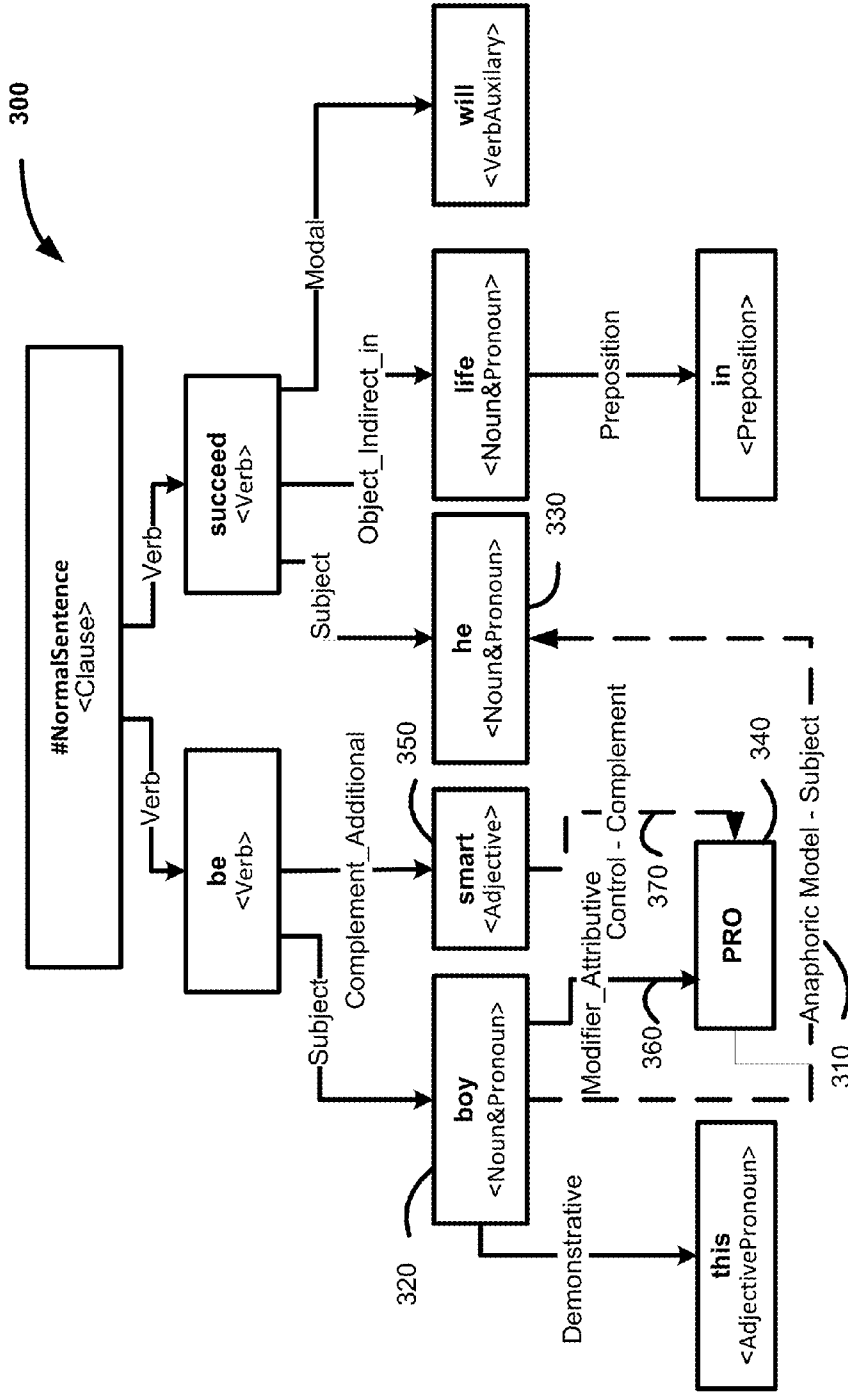 300
#NormalSentence
<Clause>
Verb
Verb
be
<Verb>
succeed
<Verb>
Subject
Complement_Additional
Subject
Object_Indirect_in
Modal
320
boy
<Noun&Pronoun>
350
smart
<Adjective>
he
<Noun&Pronoun>
330
life
<Noun&Pronoun>
will
<VerbAuxilary>
Demonstrative
Modifier_Attributive
360
Control - Complement
370
Preposition
this
<AdjectivePronoun>
PRO
340
in
<Preposition>
Anaphoric Model - Subject
310